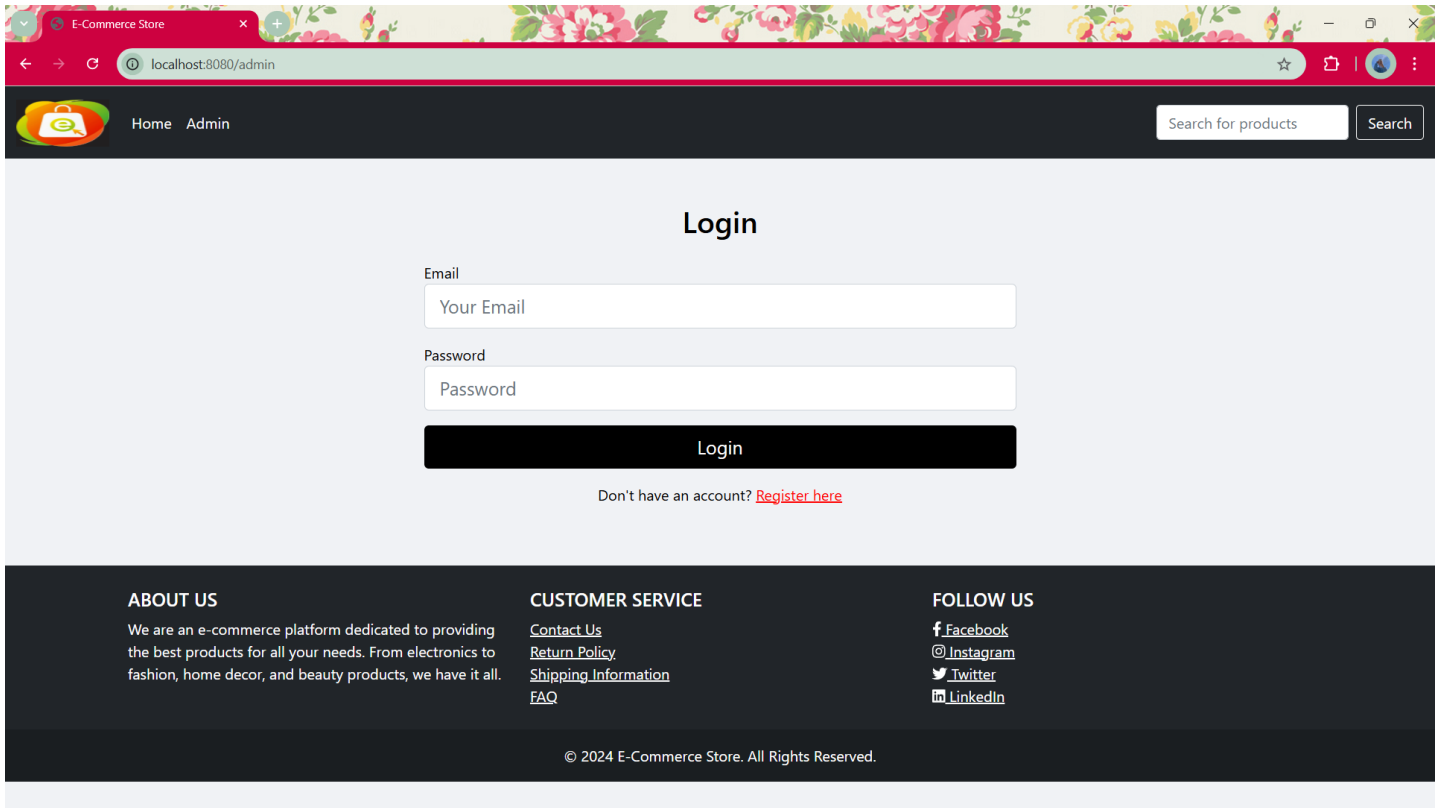 E-Commerce Store
localhost:8080/admin
e
Home Admin
Search for products
Search
Login
Email
Your Email
Password
Password
Login
Don't have an account? Register here
ABOUT US
We are an e-commerce platform dedicated to providing
the best products for all your needs. From electronics to
fashion, home decor, and beauty products, we have it all.
CUSTOMER SERVICE
Contact Us
Return Policy
Shipping Information
FAQ
FOLLOW US
Facebook
Instagram
Twitter
LinkedIn
© 2024 E-Commerce Store. All Rights Reserved.